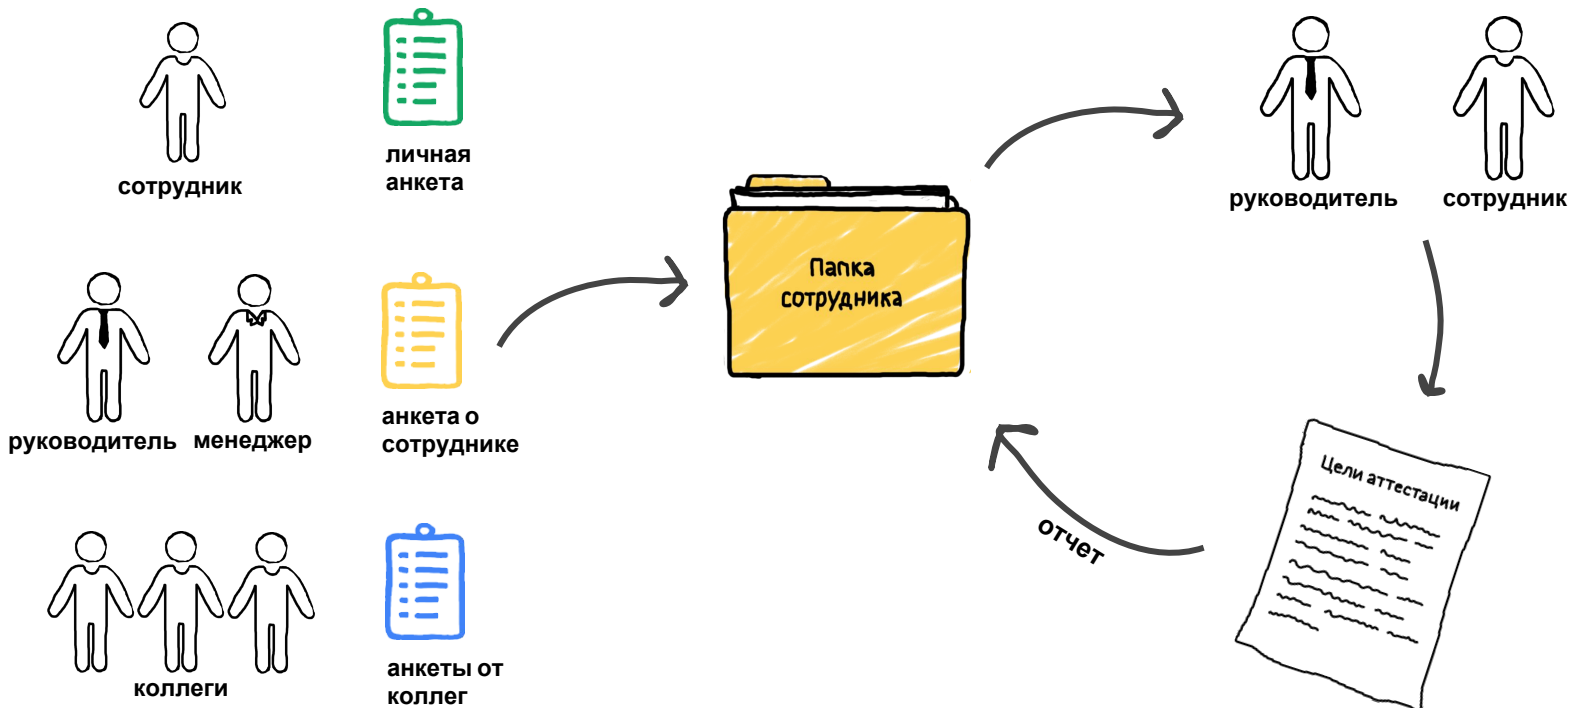 сотрудник
личная
анкета
руководитель
менеджер
анкета о
сотруднике
коллеги
анкеты от
коллег
Папка
сотрудника
руководитель
сотрудник
Цели аттестации
отчет